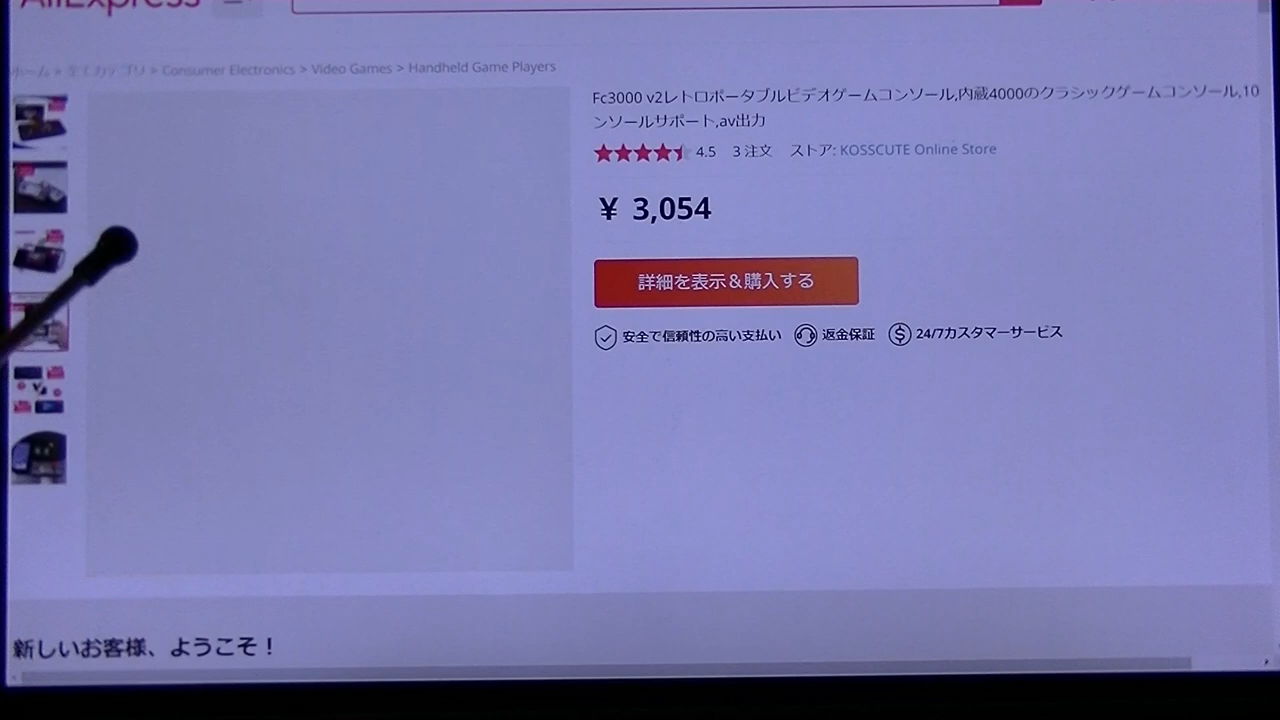 AliExpress
ホーム > 全てカテゴリ > Consumer Electronics > Video Games > Handheld Game Players
Fc3000 v2レトロポータブルビデオゲームコンソール,内蔵4000のクラシックゲームコンソール,10
ンソールサポート,av出力
4.5 3 注文 ストア: KOSSCUTE Online Store
¥ 3,054
詳細を表示＆購入する
安全で信頼性の高い支払い 返金保証 24/7カスタマーサービス
新しいお客様、ようこそ！